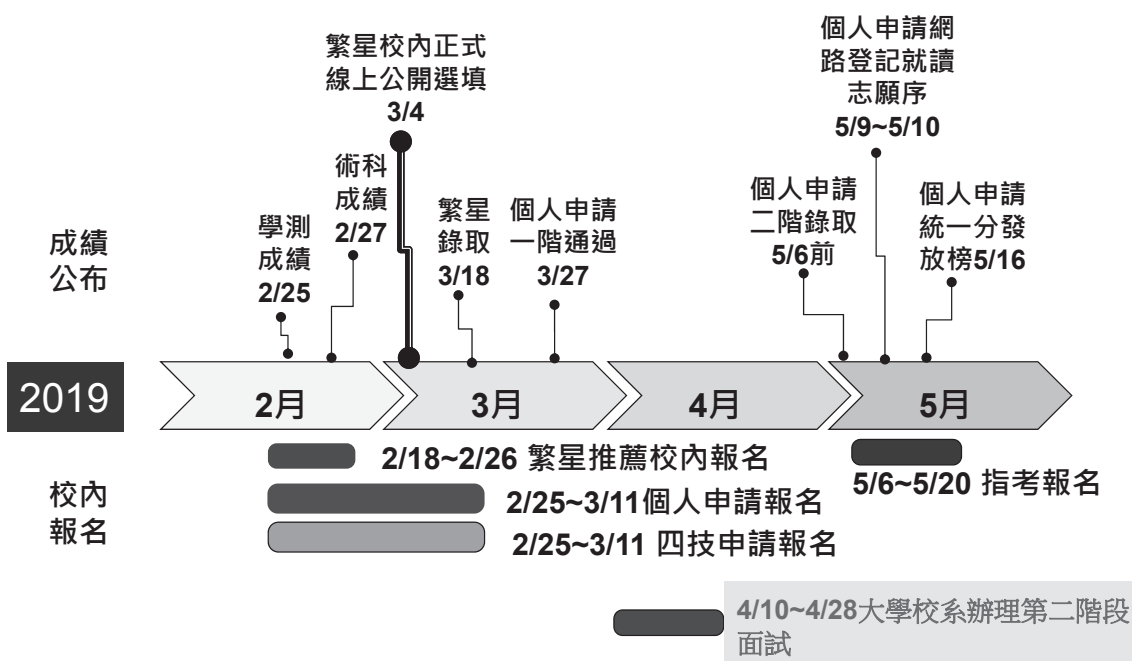 繁星校內正式
線上公開選填
3/4
個人申請網
路登記就讀
志願序
5/9~5/10
術科
成績
2/27
學測
成績
2/25
繁星
錄取
3/18
個人申請
一階通過
3/27
個人申請
二階錄取
5/6前
個人申請
統一分發
放榜5/16
成績
公布
2019
2月
3月
4月
5月
校內
報名
2/18~2/26 繁星推薦校內報名
2/25~3/11個人申請報名
2/25~3/11 四技申請報名
5/6~5/20 指考報名
4/10~4/28大學校系辦理第二階段
面試